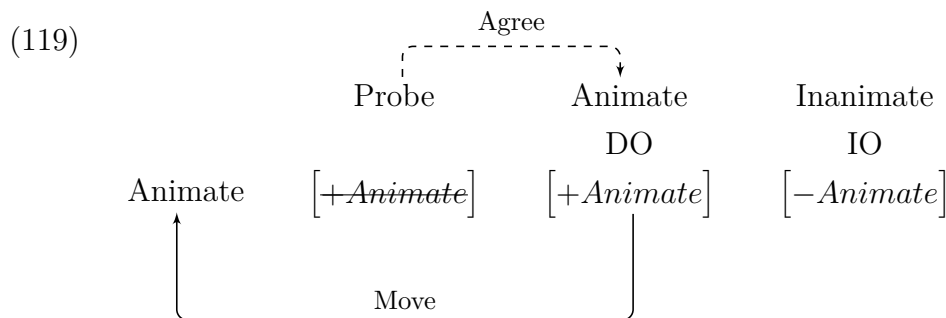 (119)
Agree
Probe Animate Inanimate
DO IO
Animate [+Animate] [+Animate] [−Animate]
Move